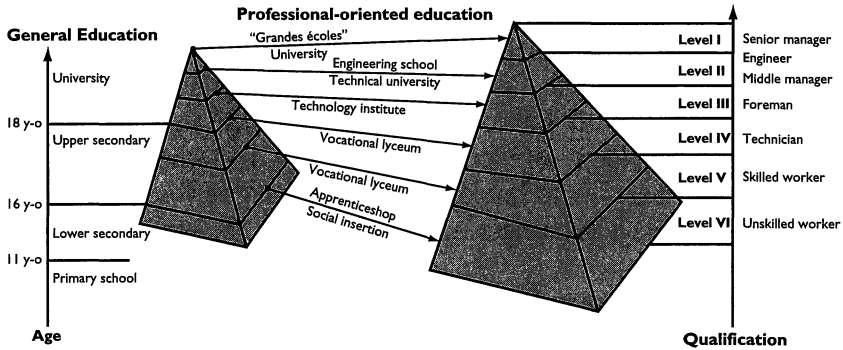 Professional-oriented education
General Education
"Grandes écoles"
University
Engineering school
Technical university
Technology institute
Vocational lyceum
Vocational lyceum
Apprenticeshop
Social insertion
University
18 y-o
Upper secondary
16 y-o
Lower secondary
11 y-o
Primary school
Age
Level I
Senior manager
Engineer
Level II
Middle manager
Level III
Foreman
Level IV
Technician
Level V
Skilled worker
Level VI
Unskilled worker
Qualification